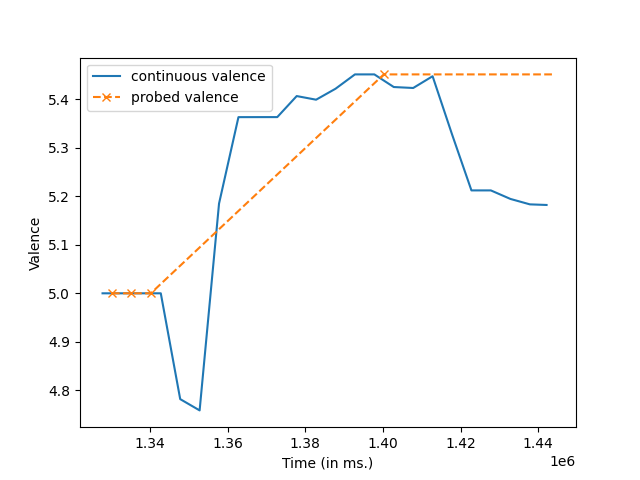 continuous valence
probed valence
5.4
5.3
5.2
5.1
5.0
4.9
4.8
Valence
1.34
1.36
1.38
1.40
1.42
1.44
1e6
Time (in ms.)